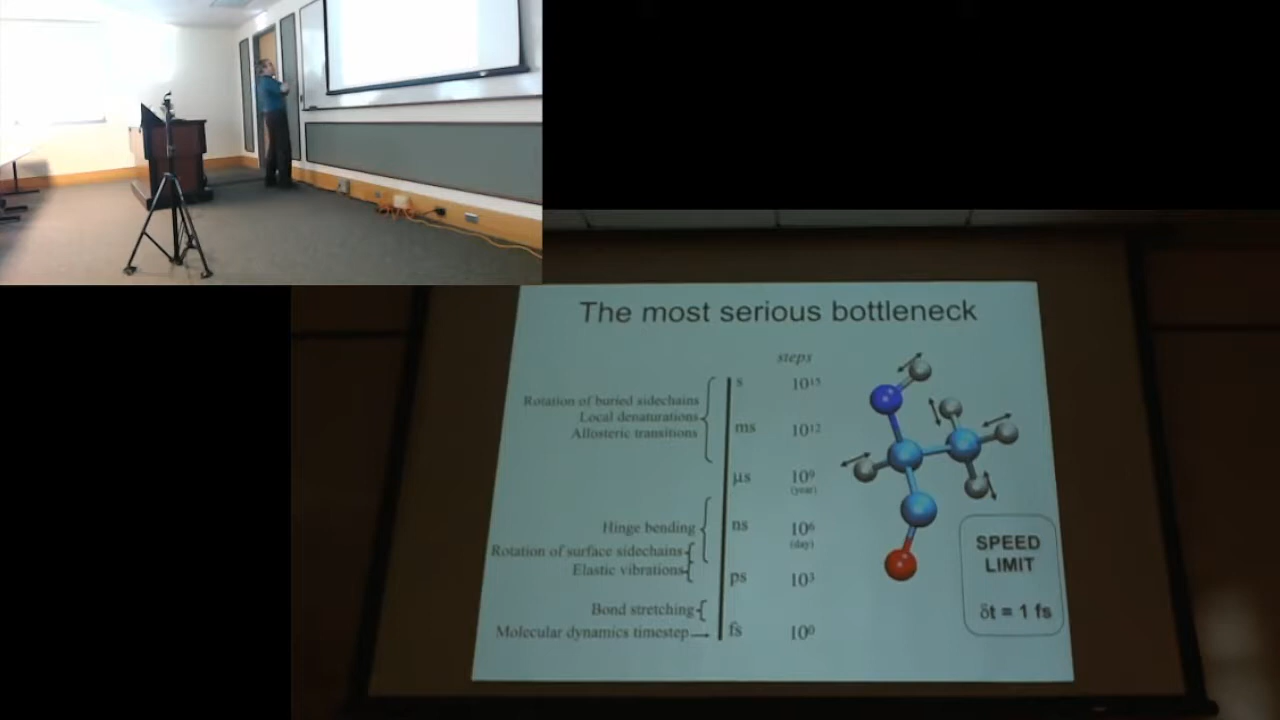 The most serious bottleneck
steps
s 10¹⁵
Rotation of buried sidechains
Local denaturations
Allosteric transitions
ms 10¹²
μs 10⁹
(year)
Hinge bending
ns 10⁶
(day)
Rotation of surface sidechains
Elastic vibrations
ps 10³
Bond stretching
Molecular dynamics timestep
fs 10⁰
SPEED
LIMIT
δt = 1 fs